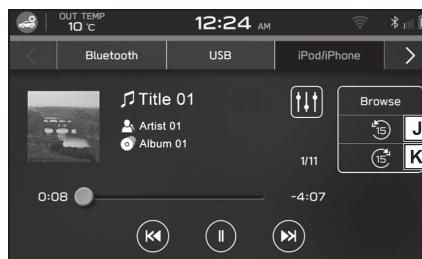 OUT TEMP
10 °C
12:24 AM
Bluetooth
USB
iPod/iPhone
Title 01
Artist 01
Album 01
Browse
15
J
15
K
1/11
0:08
-4:07